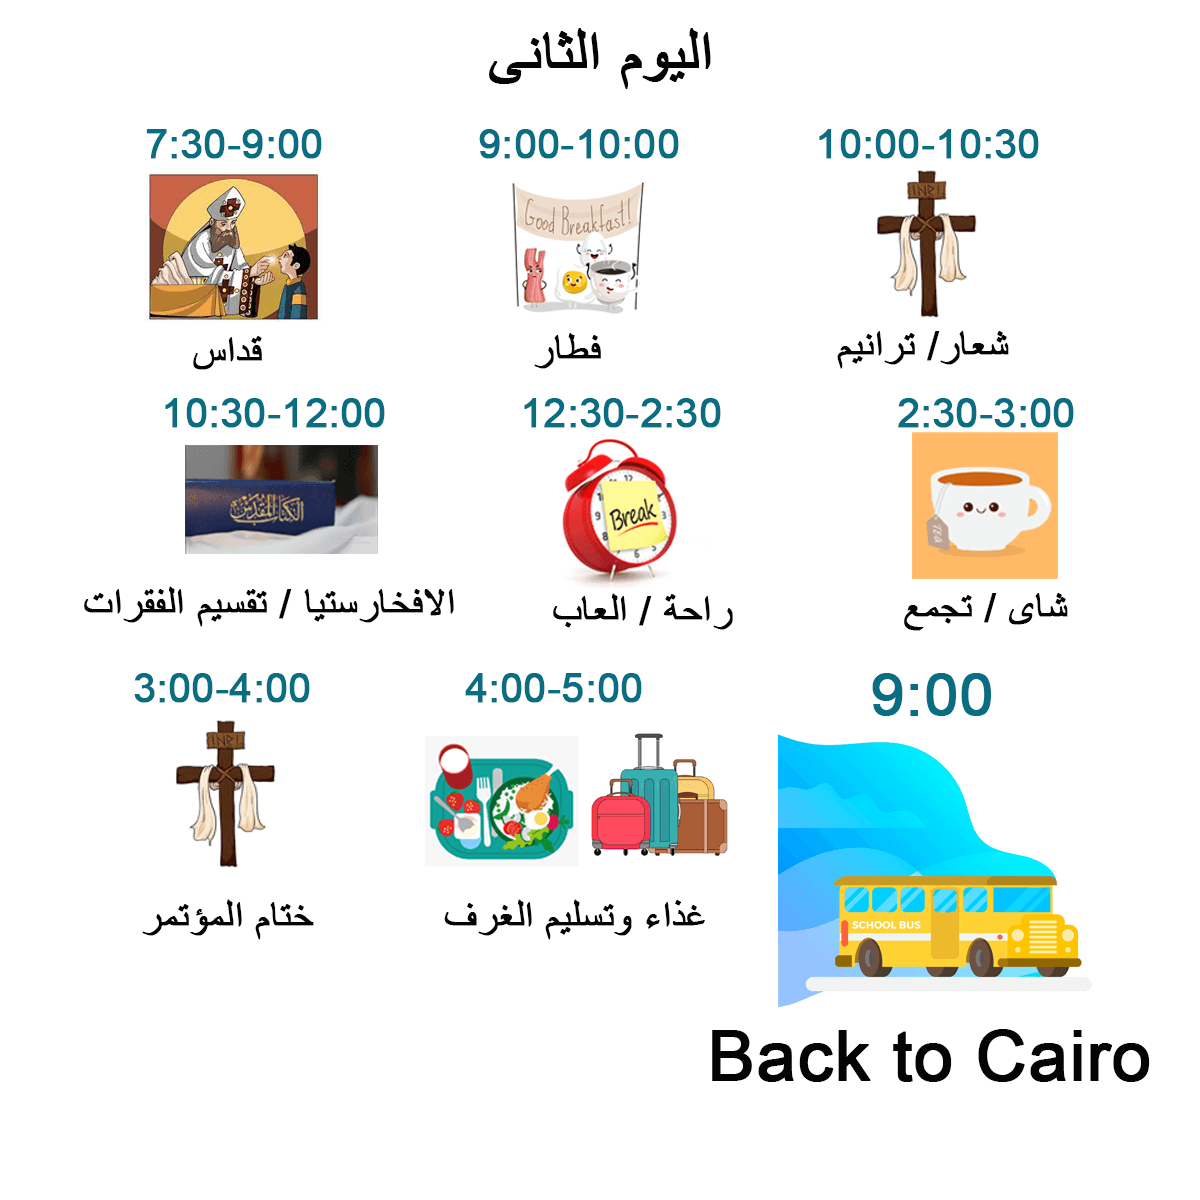 اليوم الثانى
7:30-9:00
قداس
9:00-10:00
Good Breakfast!
فطار
10:00-10:30
INRI
شعار/ ترانيم
10:30-12:00
الكتاب المقدس
الافخارستيا / تقسيم الفقرات
12:30-2:30
Break
راحة / العاب
2:30-3:00
TEA
شاى / تجمع
3:00-4:00
INRI
ختام المؤتمر
4:00-5:00
غذاء وتسليم الغرف
9:00
SCHOOL BUS
Back to Cairo